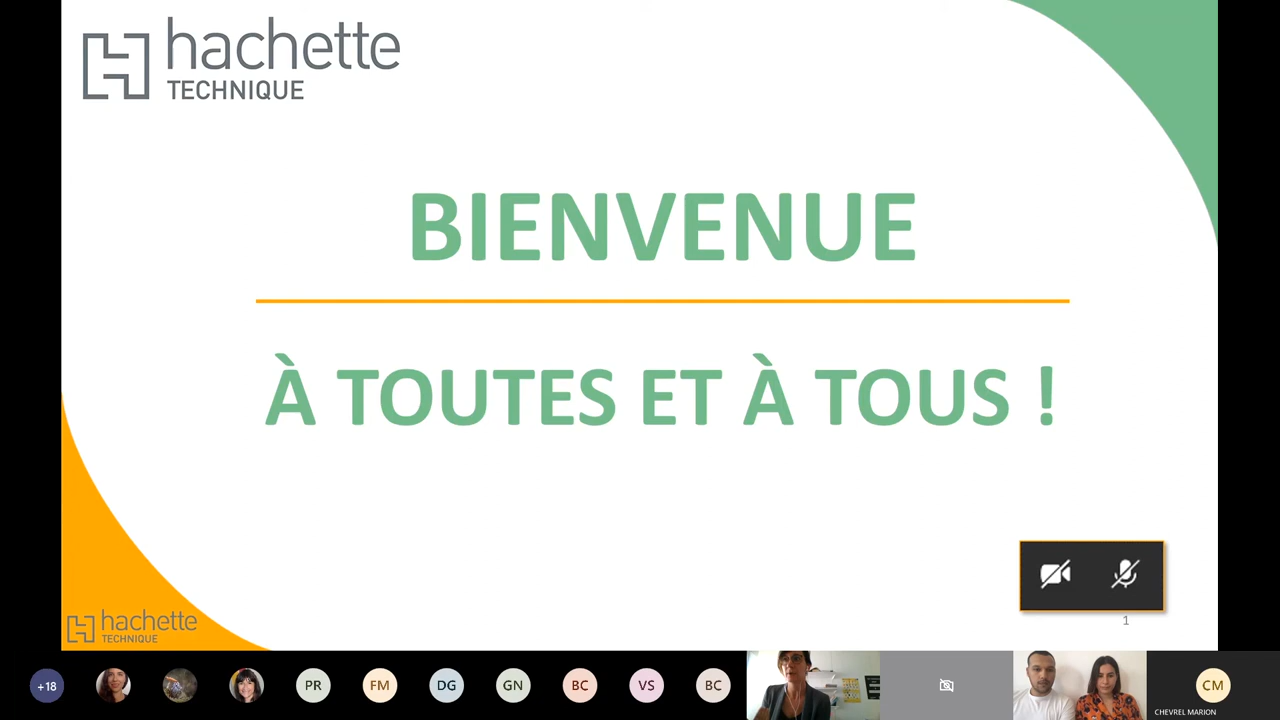 hachette
TECHNIQUE
BIENVENUE
À TOUTES ET À TOUS !
1
hachette
TECHNIQUE
+18
PR
FM
DG
GN
BC
VS
BC
CM
CHEVREL MARION